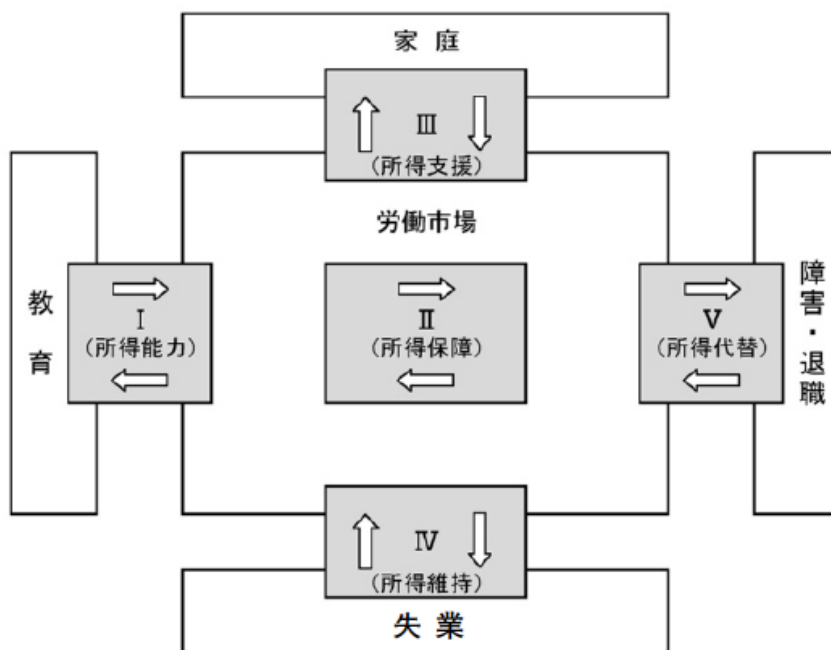 家庭
Ⅲ
(所得支援)
労働市場
教育
Ⅰ
(所得能力)
Ⅱ
(所得保障)
Ⅴ
(所得代替)
障害・退職
Ⅳ
(所得維持)
失業